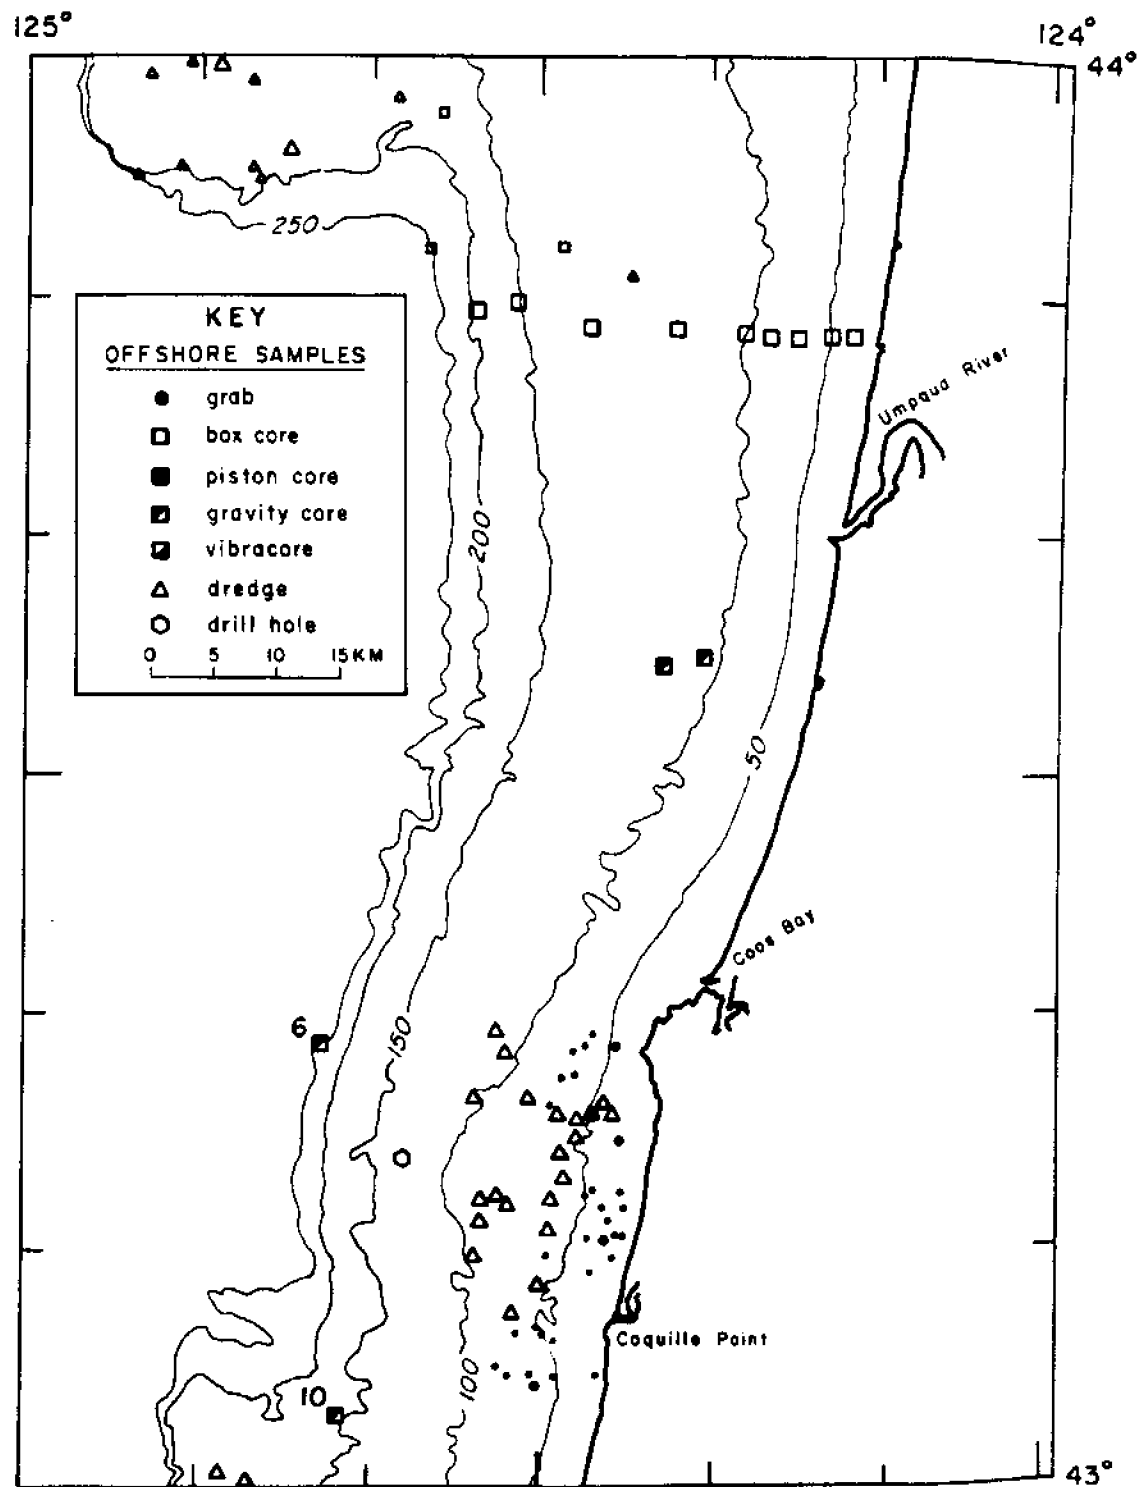 125°
124°
44°
250
KEY
OFFSHORE SAMPLES
grab
box core
piston core
gravity core
vibracore
dredge
drill hole
0 5 10 15 KM
Umpqua River
200
50
Coos Bay
6
150
Coquille Point
100
10
43°